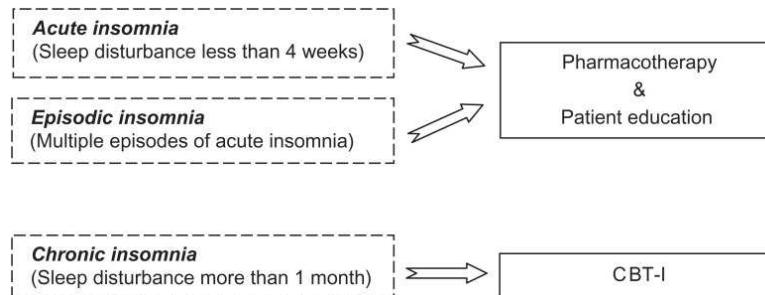 Acute insomnia
(Sleep disturbance less than 4 weeks)
Pharmacotherapy
&
Patient education
Episodic insomnia
(Multiple episodes of acute insomnia)
Chronic insomnia
(Sleep disturbance more than 1 month)
CBT-I